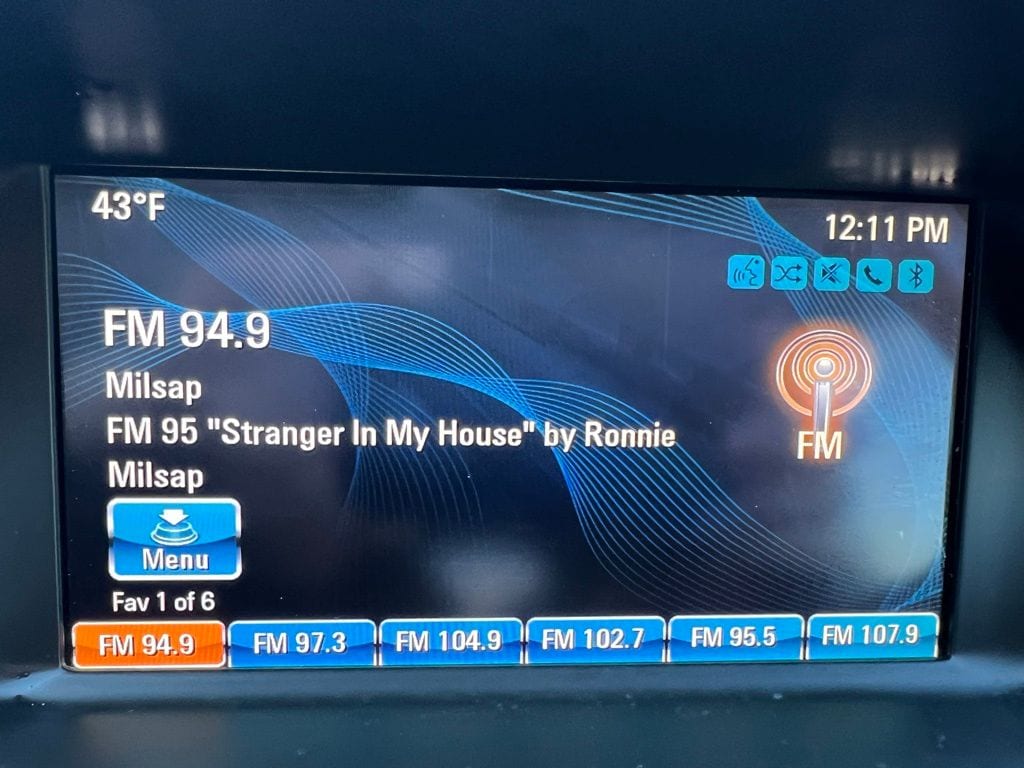 43°F
12:11 PM
FM 94.9
Milsap
FM 95 "Stranger In My House" by Ronnie
Milsap
FM
Menu
Fav 1 of 6
FM 94.9 FM 97.3 FM 104.9 FM 102.7 FM 95.5 FM 107.9